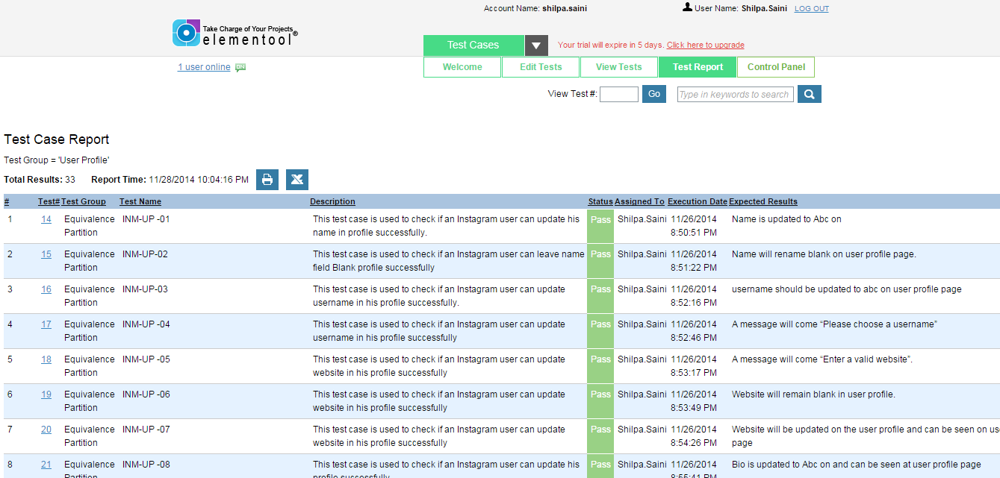 Account Name: shilpa.saini
User Name: Shilpa.Saini LOG OUT
Take Charge of Your Projects
elementool®
Test Cases
Your trial will expire in 5 days. Click here to upgrade
1 user online ON
Welcome Edit Tests View Tests Test Report Control Panel
View Test #: Go Type in keywords to search
Test Case Report
Test Group = 'User Profile'
Total Results: 33 Report Time: 11/28/2014 10:04:16 PM
# Test# Test Group Test Name Description Status Assigned To Execution Date Expected Results
1 14 Equivalence INM-UP -01 This test case is used to check if an Instagram user can update his Pass Shilpa.Saini 11/26/2014 Name is updated to Abc on
Partition name in profile successfully. 8:50:51 PM
2 15 Equivalence INM-UP-02 This test case is used to check if an Instagram user can leave name Pass Shilpa.Saini 11/26/2014 Name will rename blank on user profile page.
Partition field Blank profile successfully 8:51:22 PM
3 16 Equivalence INM-UP-03 This test case is used to check if an Instagram user can update Pass Shilpa.Saini 11/26/2014 username should be updated to abc on user profile page
Partition username in his profile successfully. 8:52:16 PM
4 17 Equivalence INM-UP -04 This test case is used to check if an Instagram user can update Pass Shilpa.Saini 11/26/2014 A message will come “Please choose a username”
Partition username in his profile successfully 8:52:46 PM
5 18 Equivalence INM-UP -05 This test case is used to check if an Instagram user can update Pass Shilpa.Saini 11/26/2014 A message will come “Enter a valid website”.
Partition website in his profile successfully 8:53:17 PM
6 19 Equivalence INM-UP -06 This test case is used to check if an Instagram user can update Pass Shilpa.Saini 11/26/2014 Website will remain blank in user profile.
Partition website in his profile successfully 8:53:49 PM
7 20 Equivalence INM-UP -07 This test case is used to check if an Instagram user can update Pass Shilpa.Saini 11/26/2014 Website will be updated on the user profile and can be seen on
Partition website in his profile successfully 8:54:26 PM page
8 21 Equivalence INM-UP -08 This test case is used to check if an Instagram user can update his Pass Shilpa.Saini 11/26/2014 Bio is updated to Abc on and can be seen at user profile page
Partition profile successfully 8:55:41 PM